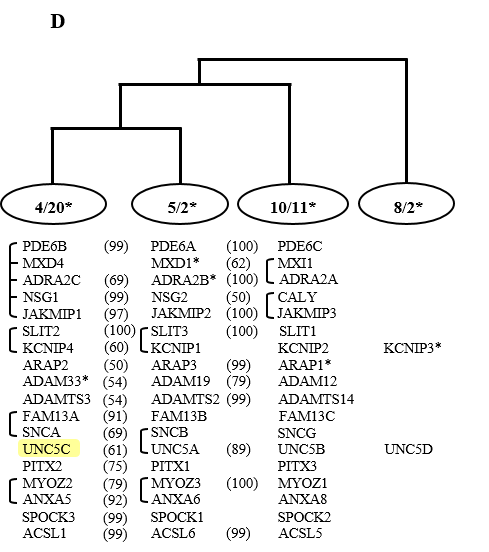 D
4/20* 5/2* 10/11* 8/2*
PDE6B (99) PDE6A (100) PDE6C
MXD4 MXD1* (62) MXI1
ADRA2C (69) ADRA2B* (100) ADRA2A
NSG1 (99) NSG2 (50) CALY
JAKMIP1 (97) JAKMIP2 (100) JAKMIP3
SLIT2 (100) SLIT3 (100) SLIT1
KCNIP4 (60) KCNIP1 KCNIP2 KCNIP3*
ARAP2 (50) ARAP3 (99) ARAP1*
ADAM33* (54) ADAM19 (79) ADAM12
ADAMTS3 (54) ADAMTS2 (99) ADAMTS14
FAM13A (91) FAM13B FAM13C
SNCA (69) SNCB SNCG
UNC5C (61) UNC5A (89) UNC5B UNC5D
PITX2 (75) PITX1 PITX3
MYOZ2 (79) MYOZ3 (100) MYOZ1
ANXA5 (92) ANXA6 ANXA8
SPOCK3 (99) SPOCK1 SPOCK2
ACSL1 (99) ACSL6 (99) ACSL5